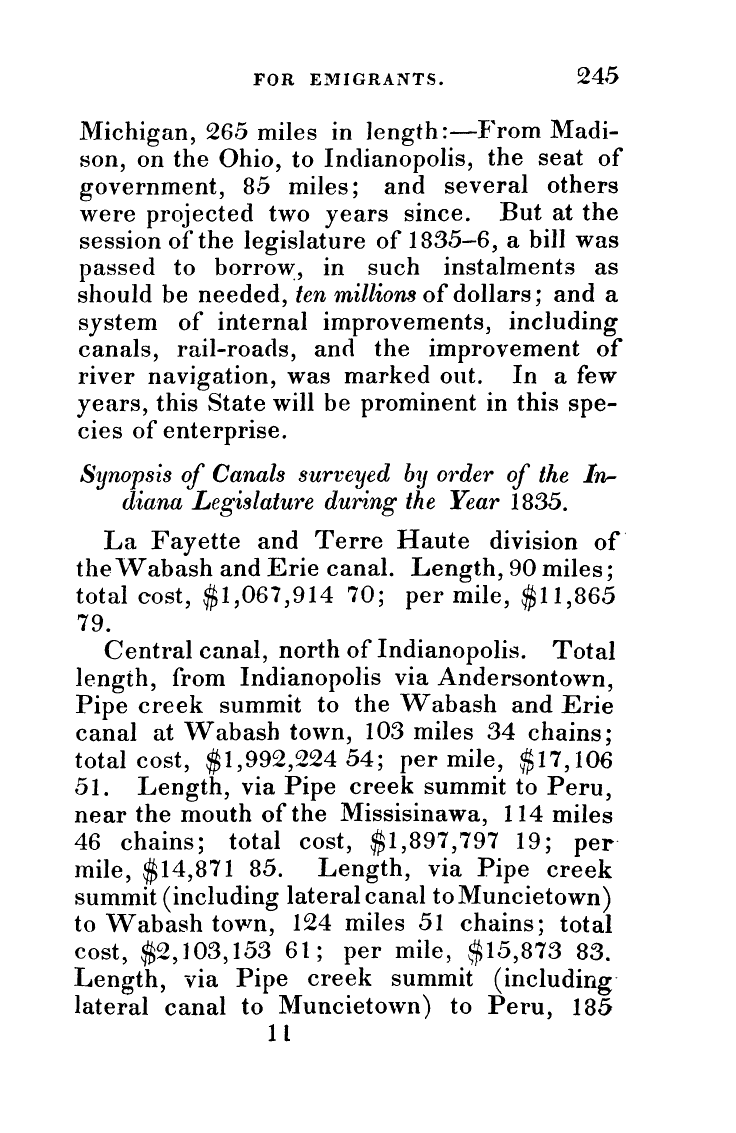 FOR EMIGRANTS. 245
Michigan, 265 miles in length:—From Madi-
son, on the Ohio, to Indianopolis, the seat of
government, 85 miles; and several others
were projected two years since. But at the
session of the legislature of 1835–6, a bill was
passed to borrow, in such instalments as
should be needed, ten millions of dollars; and a
system of internal improvements, including
canals, rail-roads, and the improvement of
river navigation, was marked out. In a few
years, this State will be prominent in this spe-
cies of enterprise.
Synopsis of Canals surveyed by order of the In-
diana Legislature during the Year 1835.
La Fayette and Terre Haute division of
the Wabash and Erie canal. Length, 90 miles;
total cost, $1,067,914 70; per mile, $11,865
79.
Central canal, north of Indianopolis. Total
length, from Indianopolis via Andersontown,
Pipe creek summit to the Wabash and Erie
canal at Wabash town, 103 miles 34 chains;
total cost, $1,992,224 54; per mile, $17,106
51. Length, via Pipe creek summit to Peru,
near the mouth of the Missisinawa, 114 miles
46 chains; total cost, $1,897,797 19; per
mile, $14,871 85. Length, via Pipe creek
summit (including lateral canal to Muncietown)
to Wabash town, 124 miles 51 chains; total
cost, $2,103,153 61; per mile, $15,873 83.
Length, via Pipe creek summit (including
lateral canal to Muncietown) to Peru, 185
11